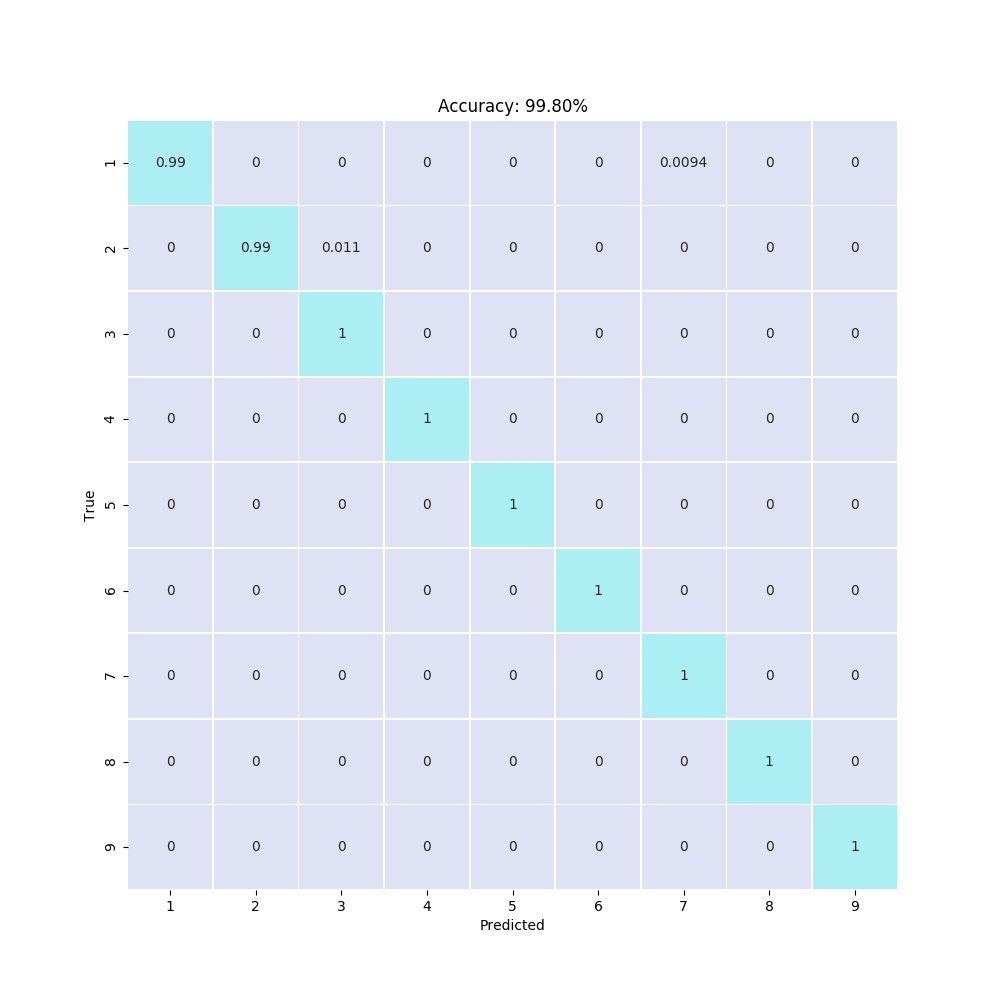 Accuracy: 99.80%
1 0.99 0 0 0 0 0 0.0094 0 0
2 0 0.99 0.011 0 0 0 0 0 0
3 0 0 1 0 0 0 0 0 0
4 0 0 0 1 0 0 0 0 0
True
5 0 0 0 0 1 0 0 0 0
6 0 0 0 0 0 1 0 0 0
7 0 0 0 0 0 0 1 0 0
8 0 0 0 0 0 0 0 1 0
9 0 0 0 0 0 0 0 0 1
1 2 3 4 5 6 7 8 9
Predicted